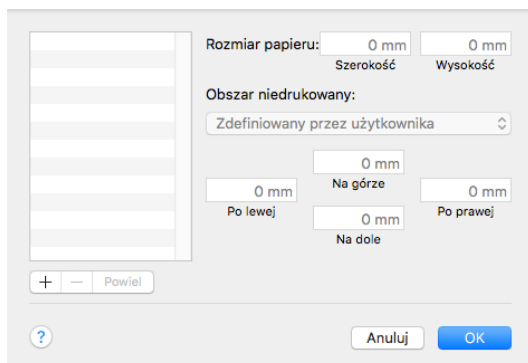 Rozmiar papieru: 0 mm 0 mm
Szerokość Wysokość
Obszar niedrukowany:
Zdefiniowany przez użytkownika
0 mm
Na górze
0 mm 0 mm
Po lewej Po prawej
0 mm
Na dole
+ − Powiel
? Anuluj OK